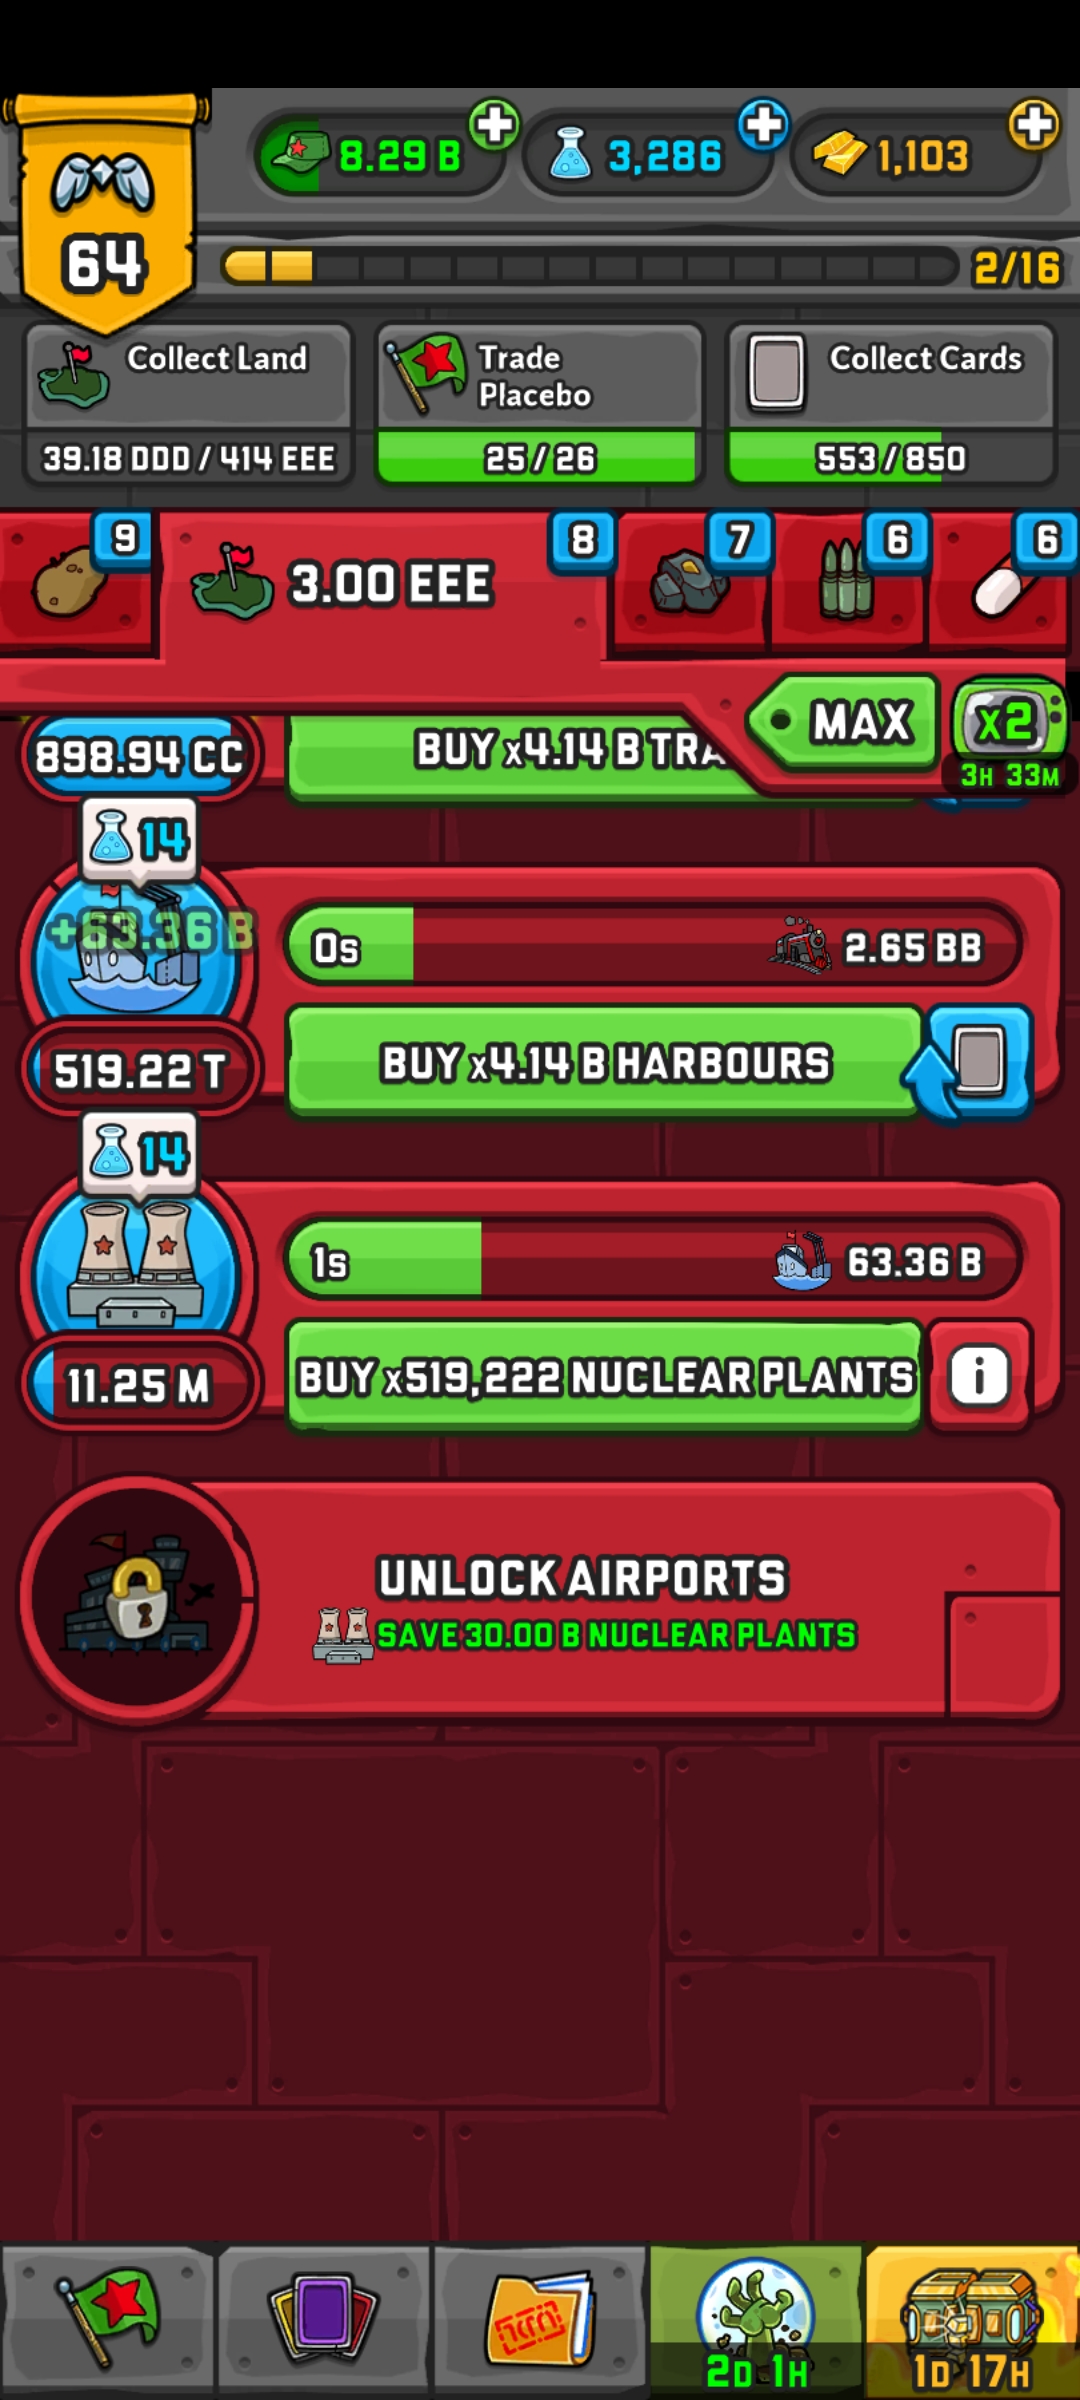 8.29 B
3,286
1,103
64
2/16
Collect Land
39.18 DDD / 414 EEE
Trade
Placebo
25/26
Collect Cards
553/850
9
3.00 EEE
8
7
6
6
MAX
x2
3H 33M
898.94 CC
BUY x4.14 B TRA
14
+63.36 B
0s
2.65 BB
519.22 T
BUY x4.14 B HARBOURS
14
1s
63.36 B
11.25 M
BUY x519,222 NUCLEAR PLANTS
i
UNLOCK AIRPORTS
SAVE 30.00 B NUCLEAR PLANTS
2D 1H
1D 17H